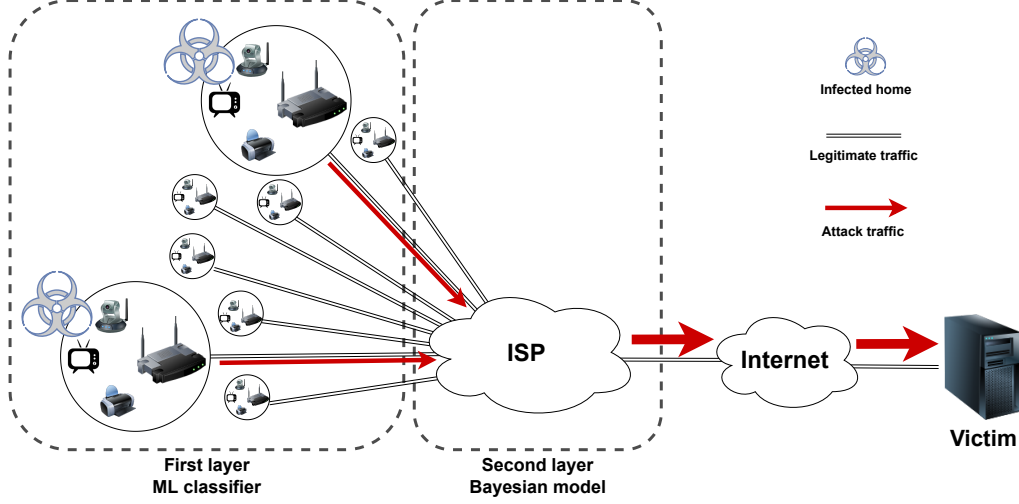 Infected home
Legitimate traffic
Attack traffic
ISP
Internet
Victim
First layer
ML classifier
Second layer
Bayesian model